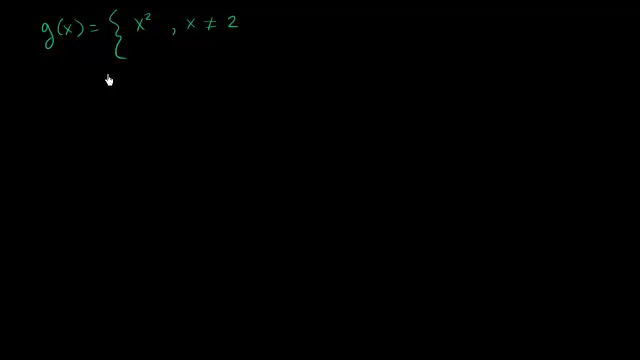 g(x) = { x² , x ≠ 2